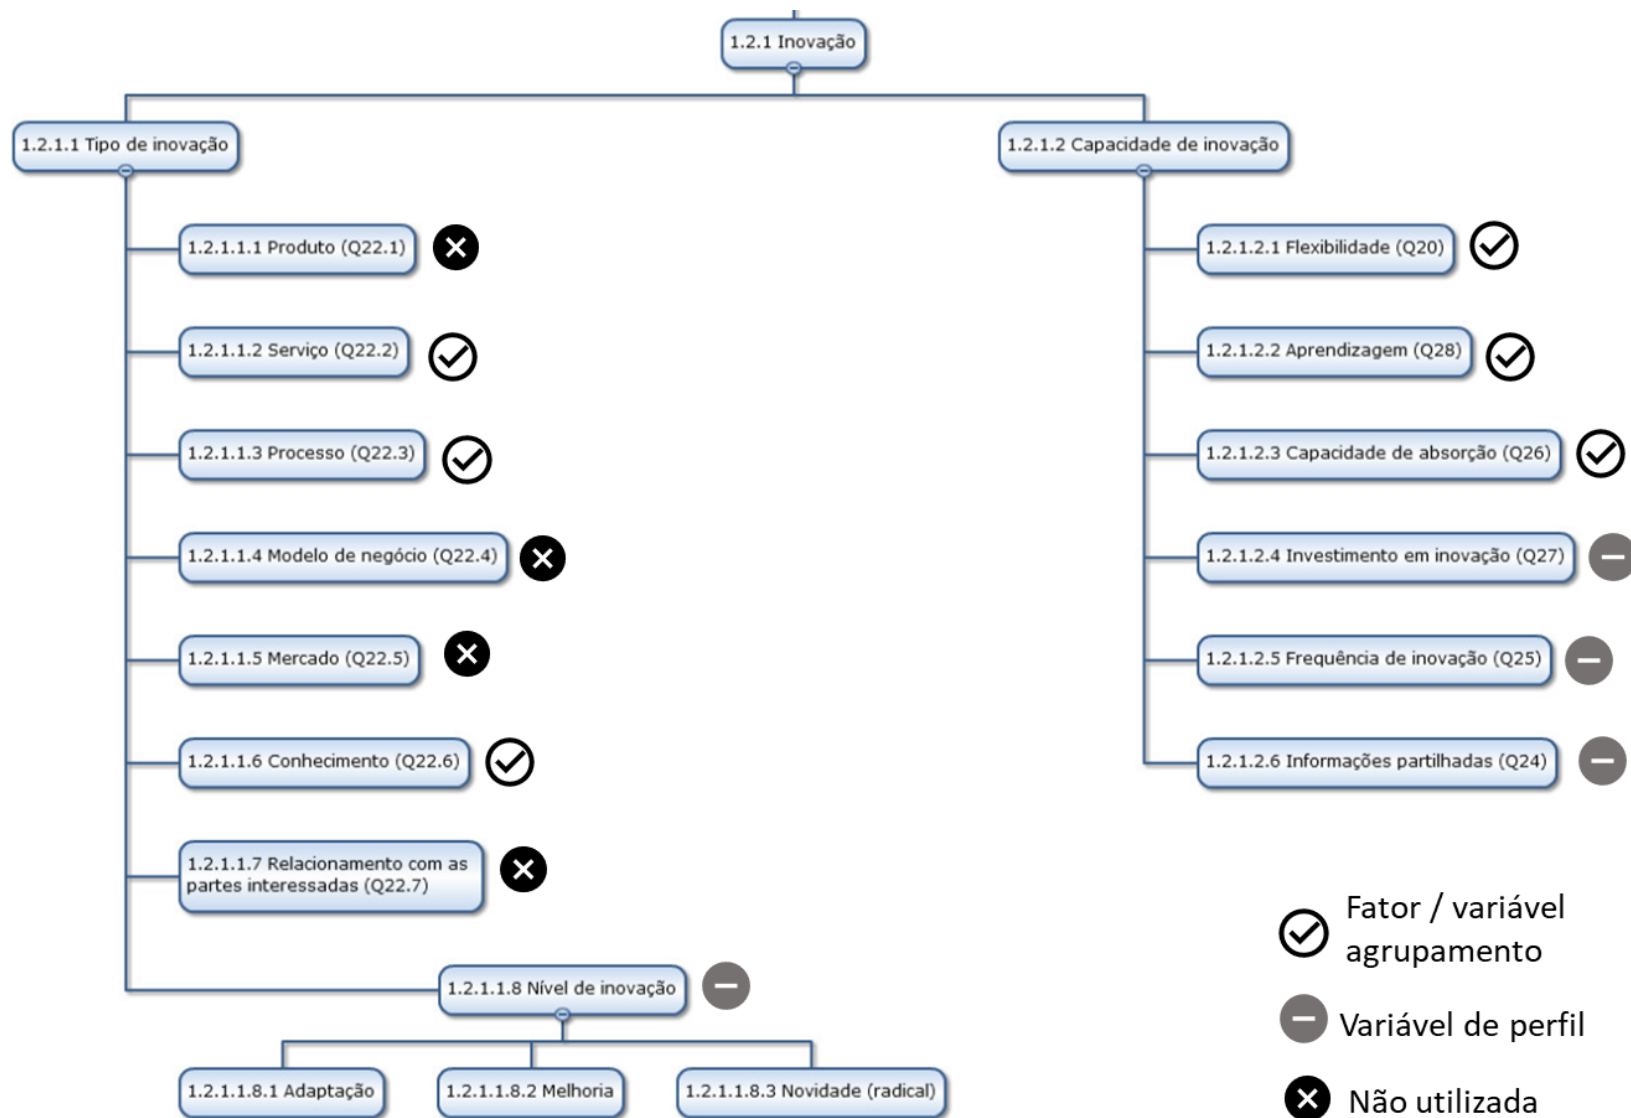 1.2.1 Inovação
1.2.1.1 Tipo de inovação
1.2.1.2 Capacidade de inovação
1.2.1.1.1 Produto (Q22.1)
1.2.1.1.2 Serviço (Q22.2)
1.2.1.1.3 Processo (Q22.3)
1.2.1.1.4 Modelo de negócio (Q22.4)
1.2.1.1.5 Mercado (Q22.5)
1.2.1.1.6 Conhecimento (Q22.6)
1.2.1.1.7 Relacionamento com as
partes interessadas (Q22.7)
1.2.1.1.8 Nível de inovação
1.2.1.1.8.1 Adaptação
1.2.1.1.8.2 Melhoria
1.2.1.1.8.3 Novidade (radical)
1.2.1.2.1 Flexibilidade (Q20)
1.2.1.2.2 Aprendizagem (Q28)
1.2.1.2.3 Capacidade de absorção (Q26)
1.2.1.2.4 Investimento em inovação (Q27)
1.2.1.2.5 Frequência de inovação (Q25)
1.2.1.2.6 Informações partilhadas (Q24)
Fator / variável
agrupamento
Variável de perfil
Não utilizada